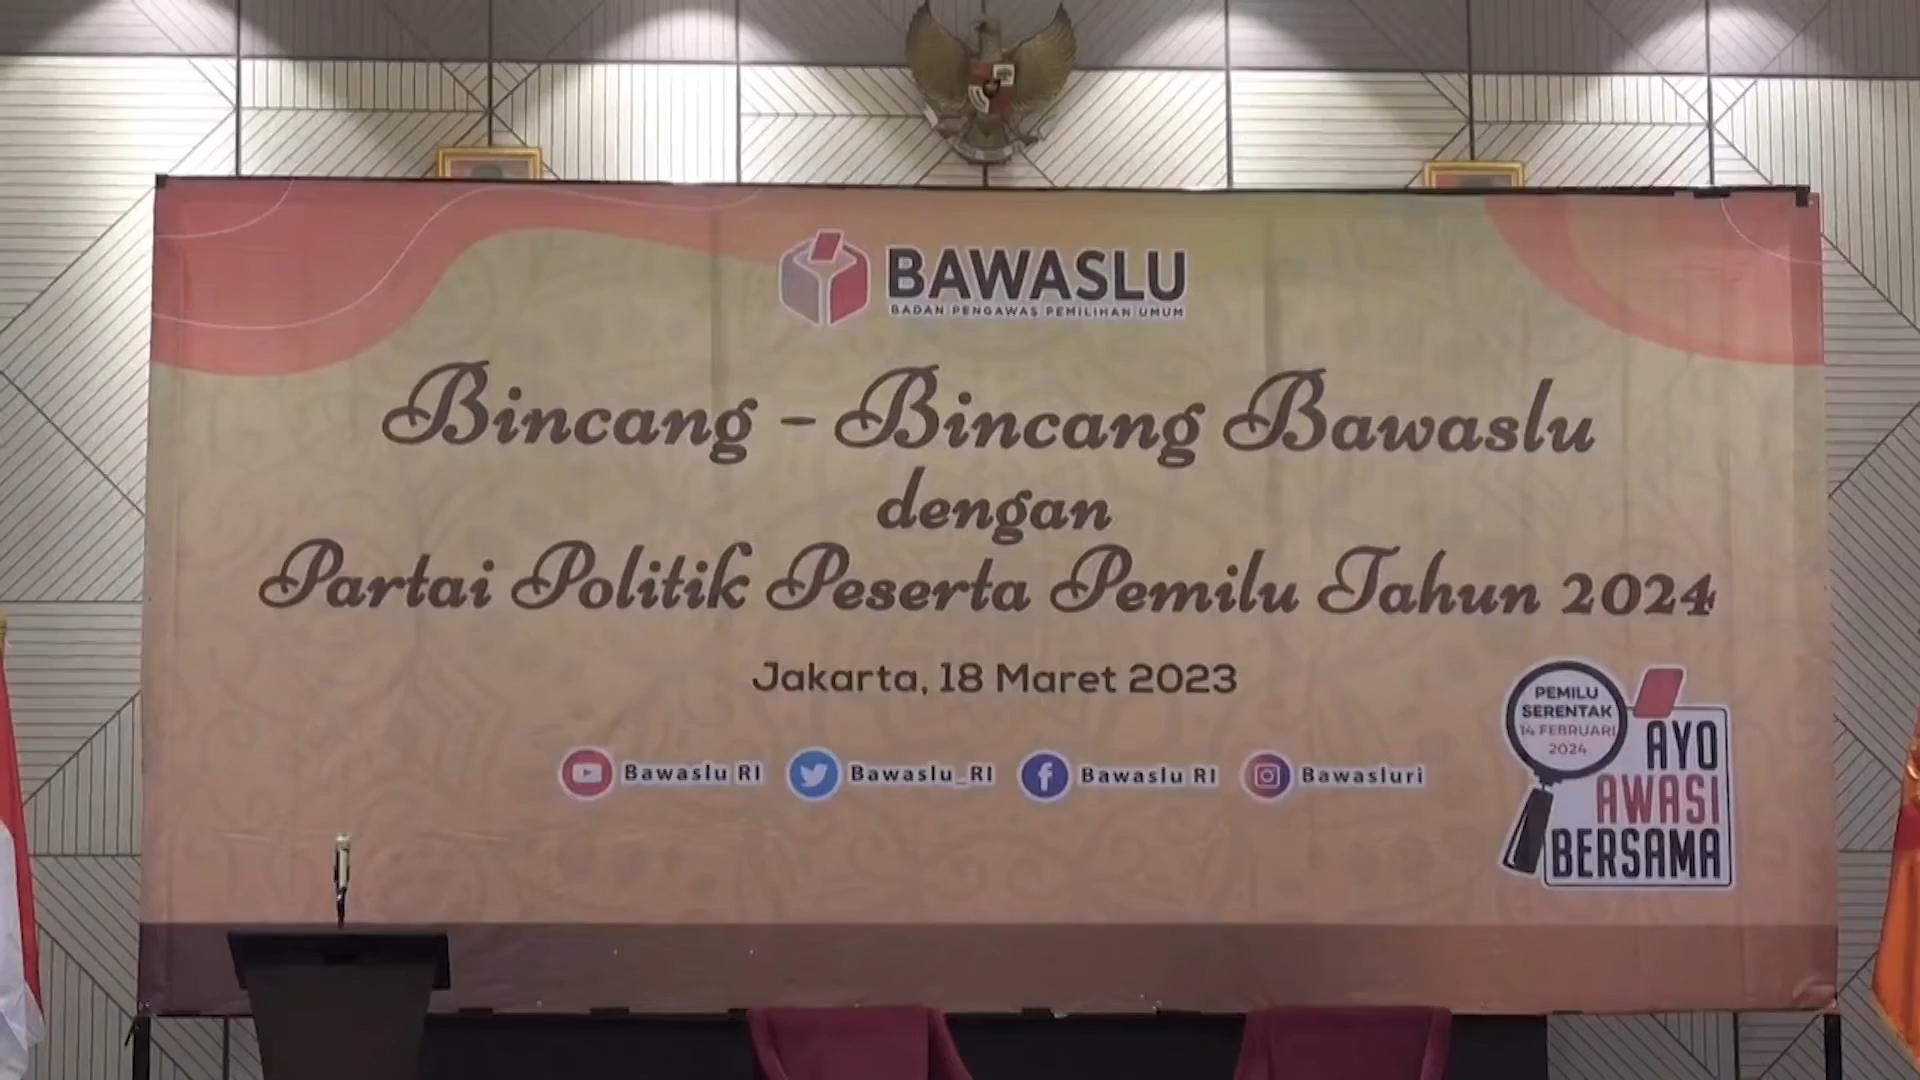 BAWASLU
BADAN PENGAWAS PEMILIHAN UMUM
Bincang - Bincang Bawaslu
dengan
Partai Politik Peserta Pemilu Tahun 2024
Jakarta, 18 Maret 2023
Bawaslu RI Bawaslu_RI Bawaslu RI Bawasluri
PEMILU
SERENTAK
14 FEBRUARI
2024
AYO
AWASI
BERSAMA